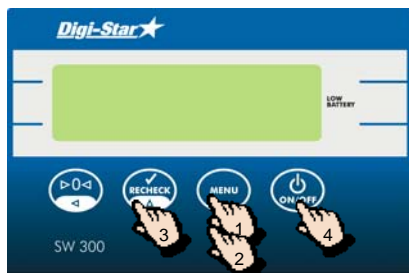 Digi-Star
LOW
BATTERY
▷0◁
RECHECK
MENU
ON/OFF
3
1
2
4
SW 300